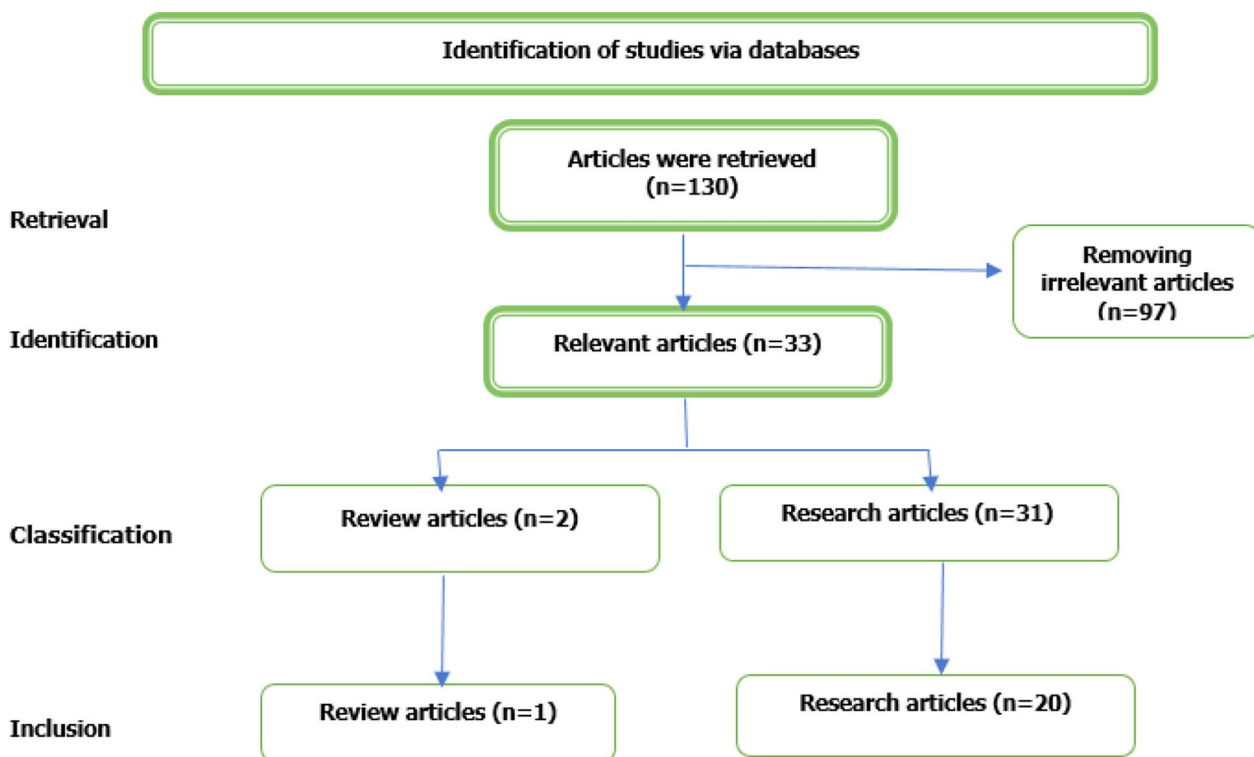 Identification of studies via databases
Articles were retrieved
(n=130)
Retrieval
Removing
irrelevant articles
(n=97)
Identification
Relevant articles (n=33)
Classification
Review articles (n=2)
Research articles (n=31)
Inclusion
Review articles (n=1)
Research articles (n=20)